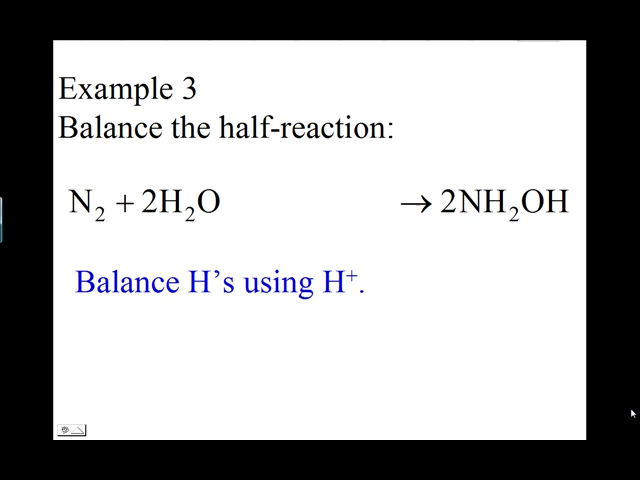 Example 3
Balance the half-reaction:
N₂ + 2H₂O → 2NH₂OH
Balance H’s using H⁺.